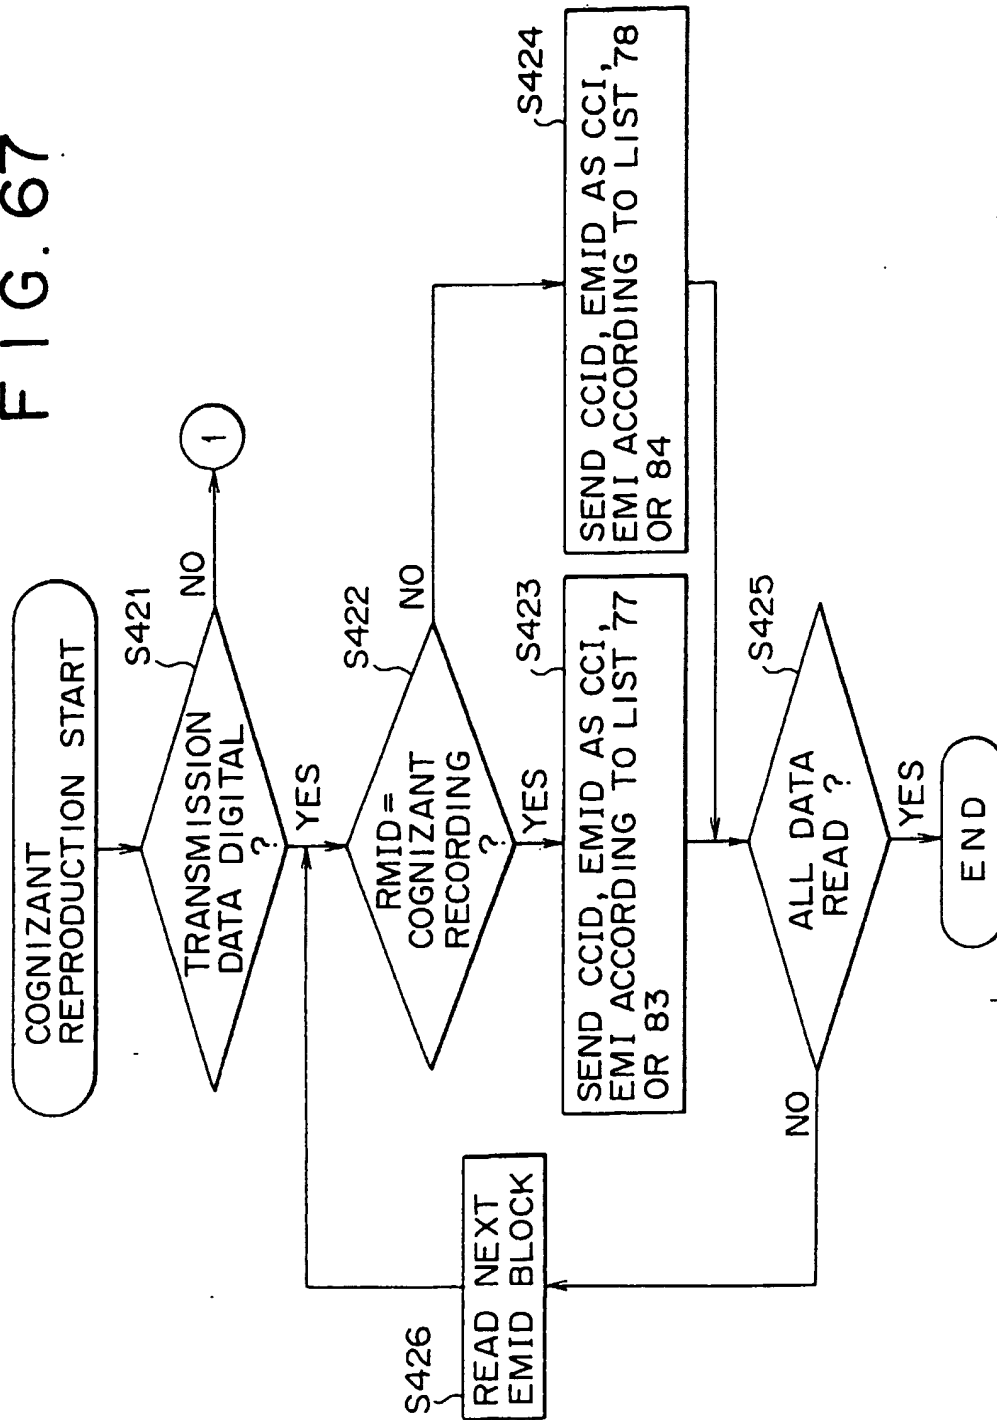 FIG. 67
COGNIZANT
REPRODUCTION START
S421
TRANSMISSION
DATA DIGITAL
?
NO
1
YES
S422
RMID=
COGNIZANT
RECORDING
?
NO
YES
S423
SEND CCID, EMID AS CCI,
EMI ACCORDING TO LIST 77
OR 83
S424
SEND CCID, EMID AS CCI,
EMI ACCORDING TO LIST 78
OR 84
S425
ALL DATA
READ ?
NO
YES
S426
READ NEXT
EMID BLOCK
END